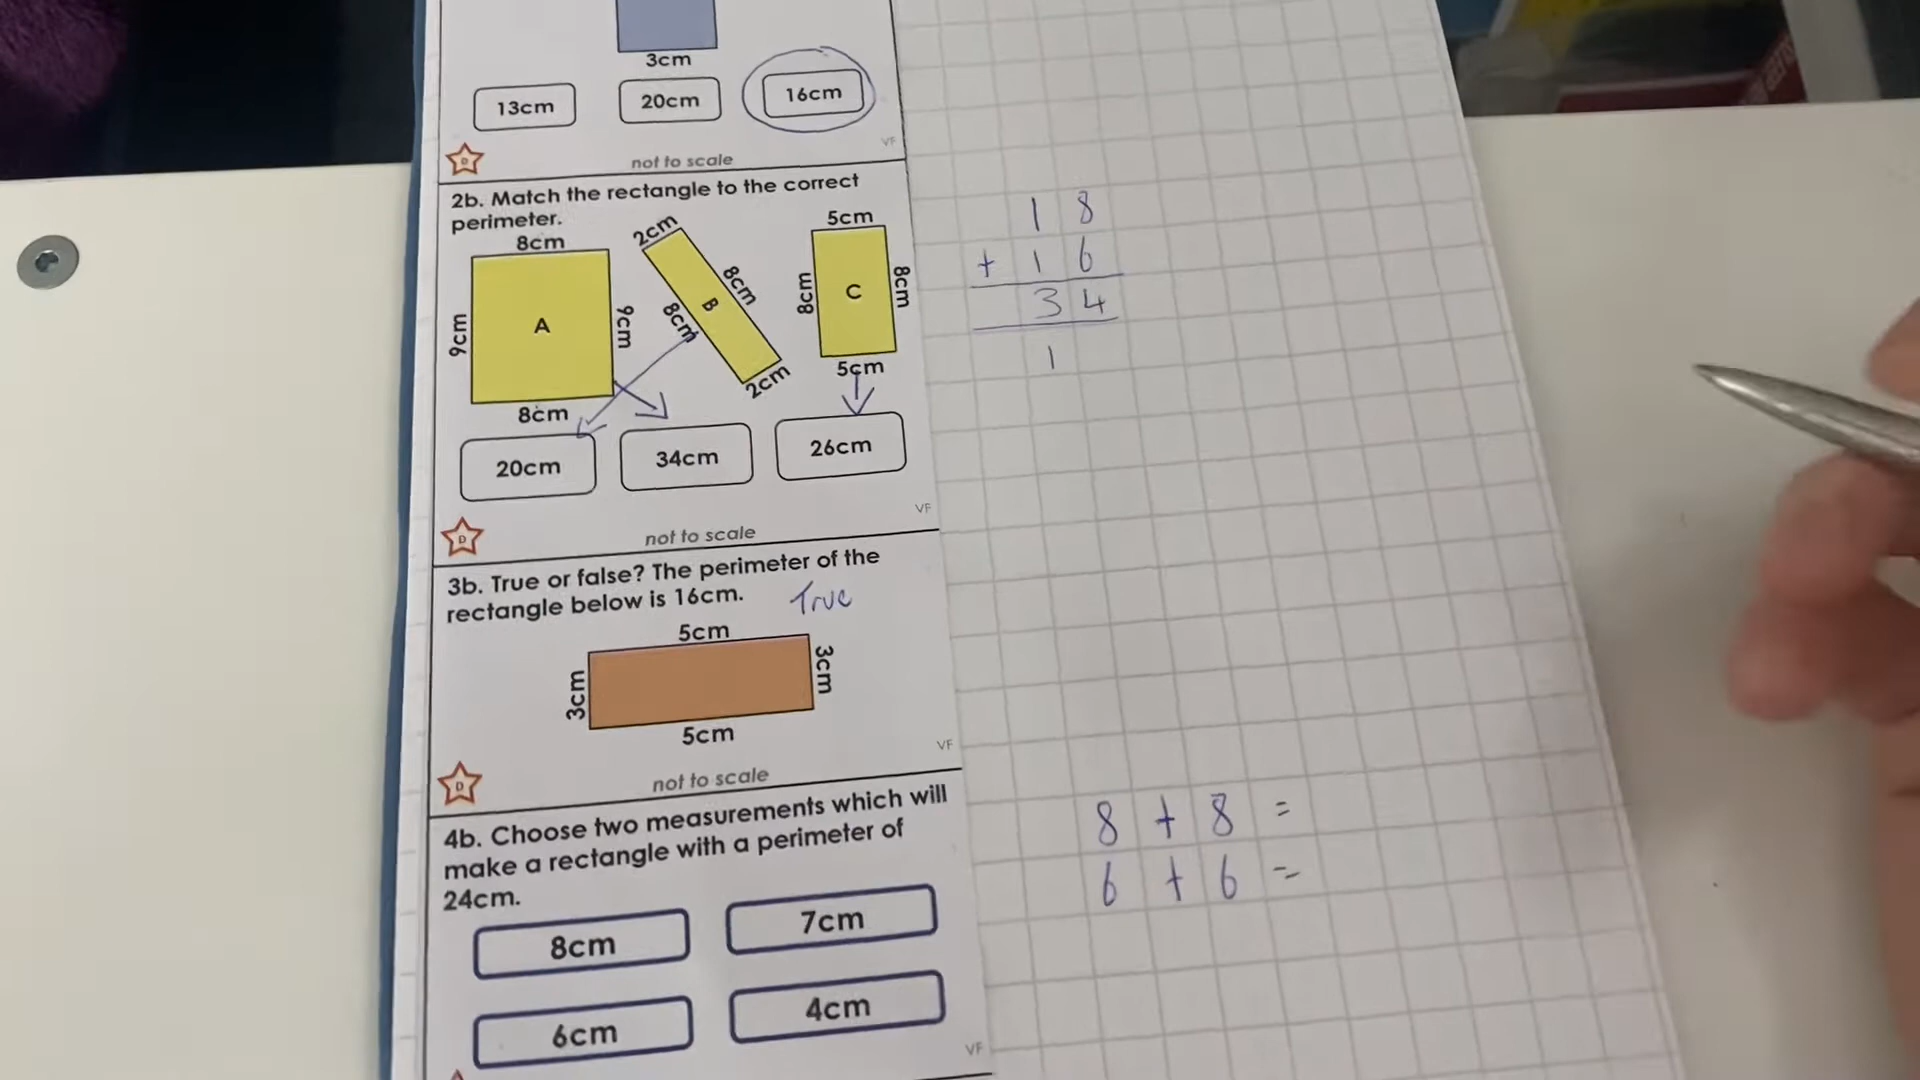 3cm
13cm
20cm
16cm
VF
D
not to scale
2b. Match the rectangle to the correct
perimeter.
8cm
9cm
A
9cm
8cm
2cm
8cm
B
8cm
2cm
5cm
8cm
C
8cm
5cm
20cm
34cm
26cm
VF
D
not to scale
3b. True or false? The perimeter of the
rectangle below is 16cm.
True
5cm
3cm
3cm
5cm
VF
D
not to scale
4b. Choose two measurements which will
make a rectangle with a perimeter of
24cm.
8cm
7cm
6cm
4cm
VF
1 8
+ 1 6
3 4
1
8 + 8 =
6 + 6 =